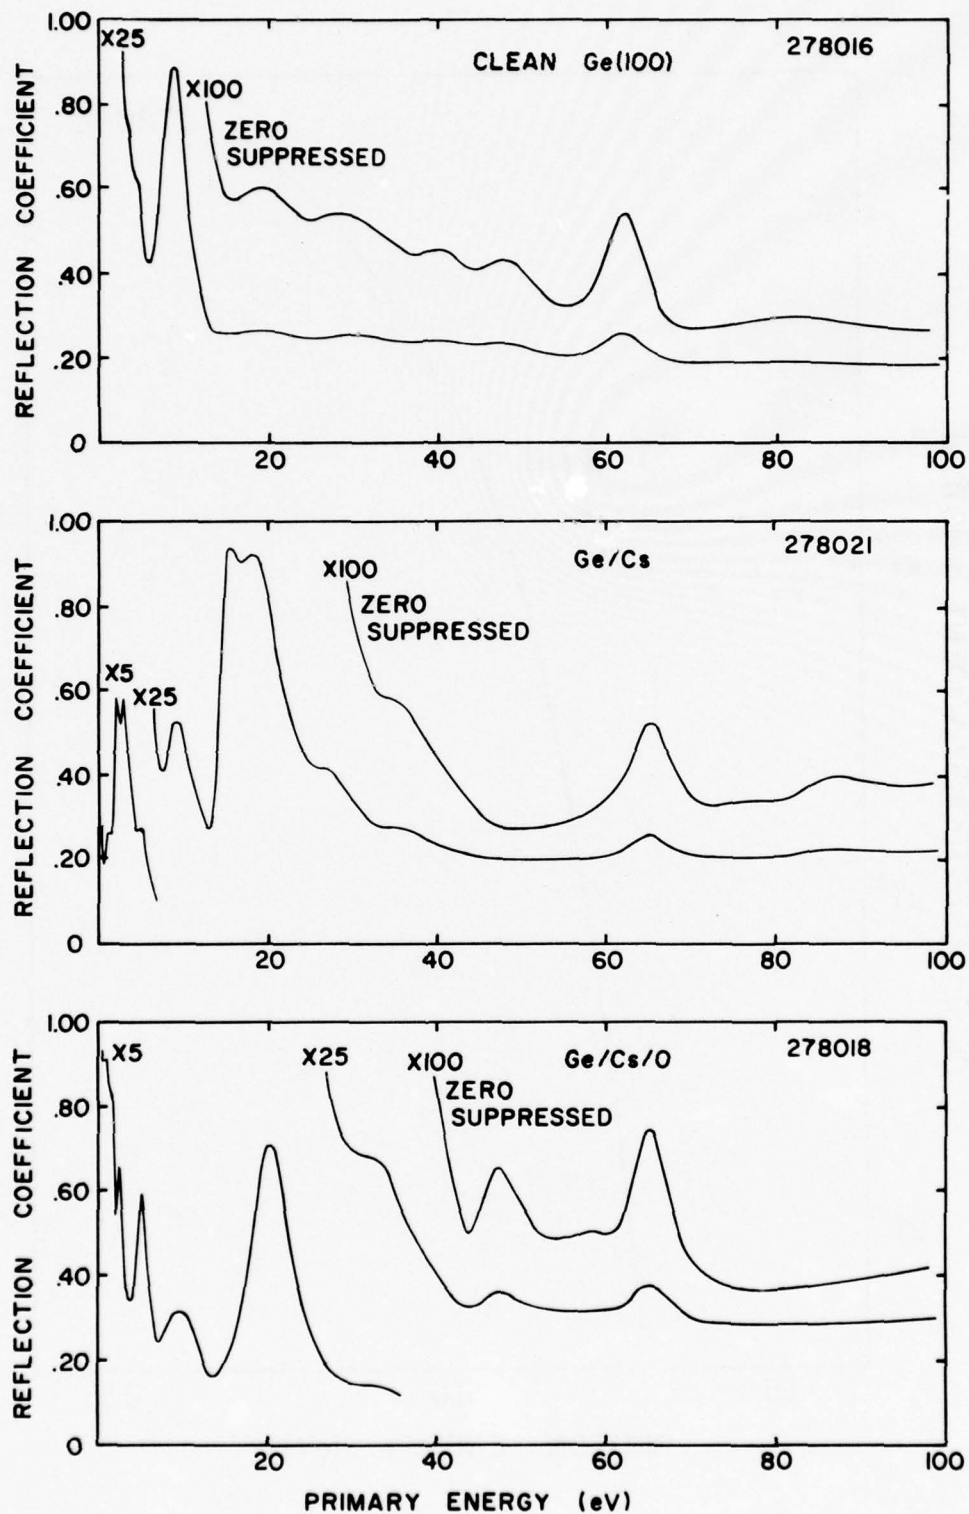 1.00
.80
.60
.40
.20
0
REFLECTION COEFFICIENT
X25
X100
ZERO
SUPPRESSED
CLEAN Ge(100)
278016
20
40
60
80
100
1.00
.80
.60
.40
.20
0
REFLECTION COEFFICIENT
X5
X25
X100
ZERO
SUPPRESSED
Ge/Cs
278021
20
40
60
80
100
1.00
.80
.60
.40
.20
0
REFLECTION COEFFICIENT
X5
X25
X100
ZERO
SUPPRESSED
Ge/Cs/O
278018
20
40
60
80
100
PRIMARY ENERGY (eV)